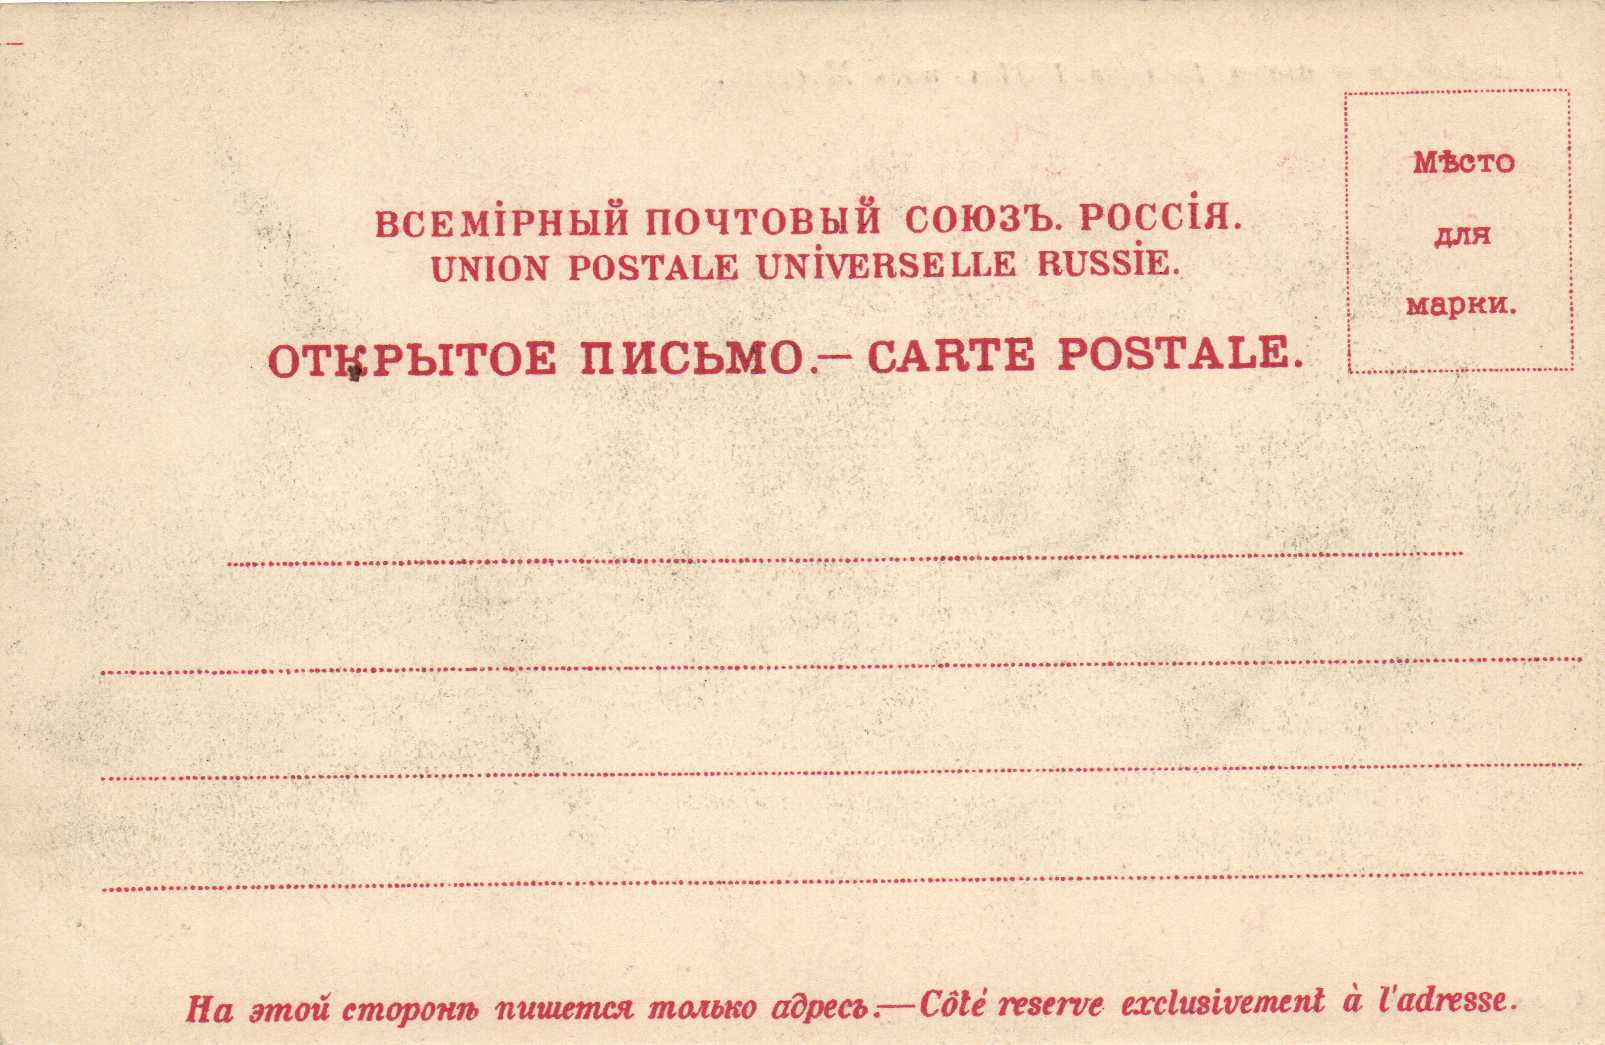 ВСЕМіРНЫЙ ПОЧТОВЫЙ СОЮЗЪ. РОССіЯ.
UNION POSTALE UNiVERSELLE RUSSiE.
ОТКРЫТОЕ ПИСЬМО.— CARTE POSTALE.
Мѣсто
для
марки.
На этой сторонѣ пишется только адресъ.—Côté reserve exclusivement à l'adresse.